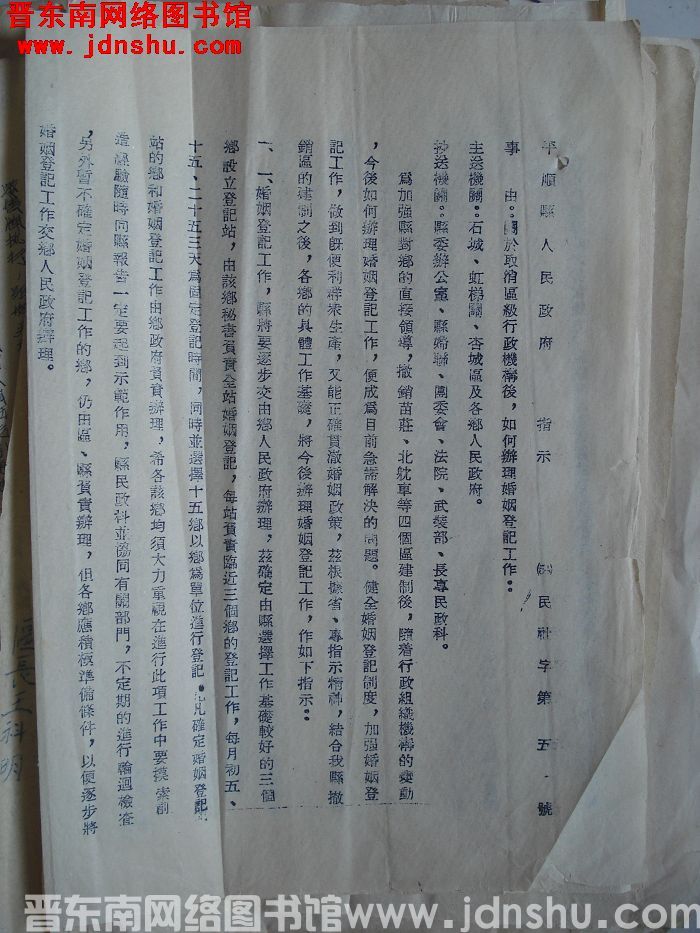 晋东南网络图书馆
www.jdnshu.com
平順縣人民政府 指示 民社字第五一號
事 由：關於取消區級行政機構後，如何辦理婚姻登記工作：
主送機關：石城、虹梯關、杏城區及各鄉人民政府。
抄送機關：縣委辦公室、縣婦聯、團委會、法院、武裝部、長專民政科。
為加强縣對鄉的直接領導，撤銷苗莊、北躭車等四個區建制後，隨着行政組織機構的變動
，今後如何辦理婚姻登記工作，便成爲目前急需解決的問題。健全婚姻登記制度，加强婚姻登
記工作，做到旣便利羣衆生產，又能正確貫澈婚姻政策，茲根據省、專指示精神，結合我縣撤
銷區的建制之後，各鄉的具體工作基礎，將今後辦理婚姻登記工作，作如下指示：
一、一、婚姻登記工作，縣將要逐步交由鄉人民政府辦理，茲確定由縣選擇工作基礎較好的三個
鄉設立登記站，由該鄉秘書負責全站婚姻登記，每站負責臨近三個鄉的登記工作，每月初五、
十五、二十五三天爲固定登記時間，同時並選擇十五鄉以鄉爲單位進行登記。凡確定婚姻登記
站的鄉和婚姻登記工作由鄉政府負責辦理，希各該鄉均須大力重視在進行此項工作中要摸索創
造經驗隨時向縣報告一定要起到示範作用，縣民政科並協同有關部門，不定期的進行輪迴檢查
，另外暫不確定婚姻登記工作的鄉，仍田區、縣負責辦理，但各鄉應積極準備條件，以便逐步將
婚姻登記工作交鄉人民政府辦理。
區長王科明
晋东南网络图书馆 www.jdnshu.com